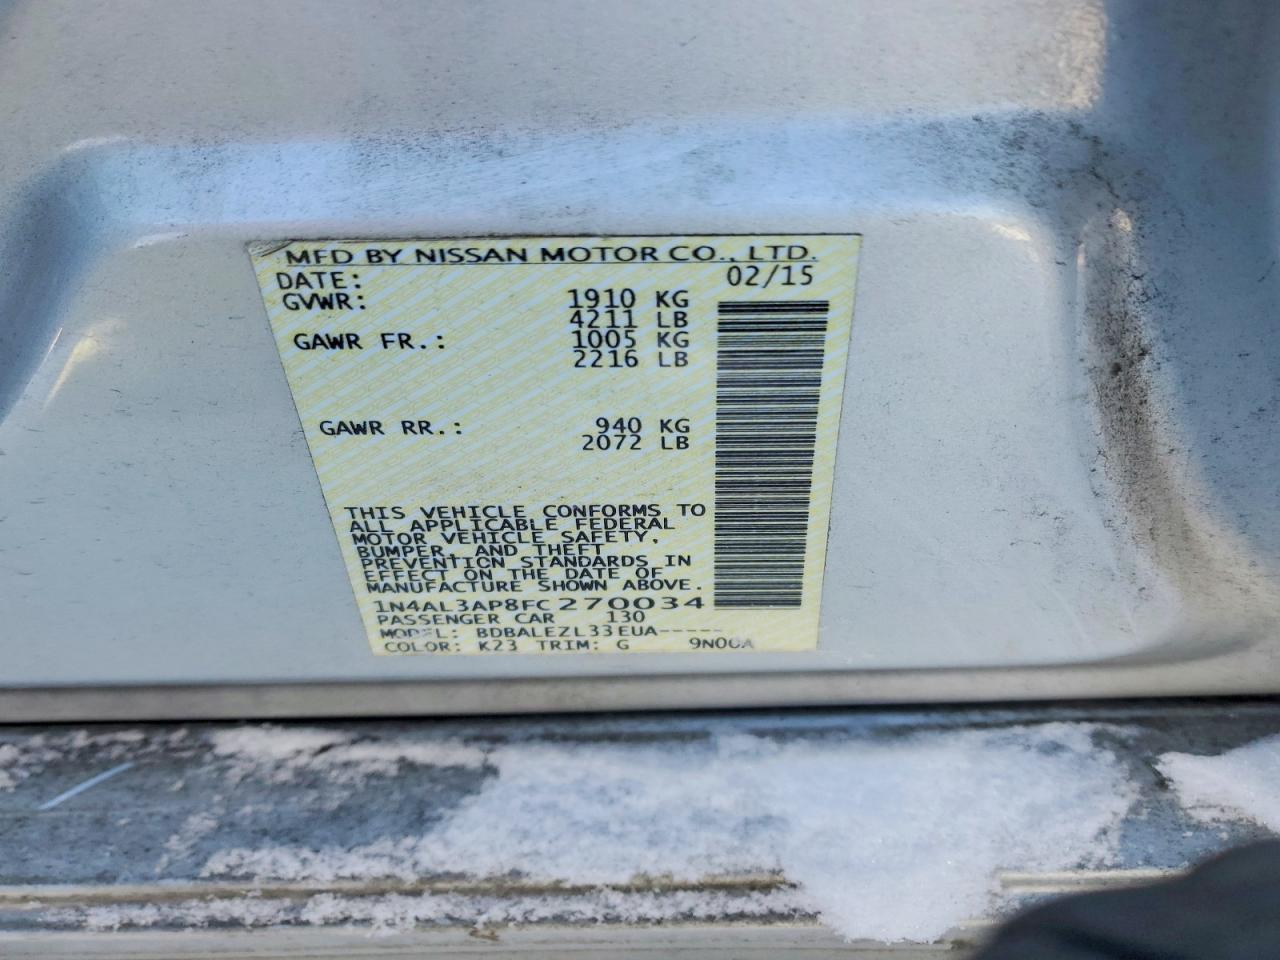 MFD BY NISSAN MOTOR CO., LTD.
DATE: 02/15
GVWR: 1910 KG
4211 LB
GAWR FR.: 1005 KG
2216 LB
GAWR RR.: 940 KG
2072 LB
THIS VEHICLE CONFORMS TO
ALL APPLICABLE FEDERAL
MOTOR VEHICLE SAFETY,
BUMPER, AND THEFT
PREVENTION STANDARDS IN
EFFECT ON THE DATE OF
MANUFACTURE SHOWN ABOVE.
1N4AL3AP8FC270034
PASSENGER CAR 130
MODEL: BDBALEZL33EUA-----
COLOR: K23 TRIM: G 9N00A